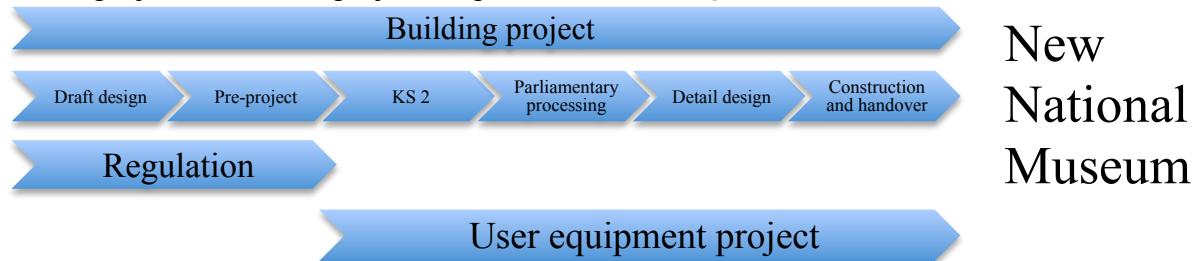 Building project
Draft design
Pre-project
KS 2
Parliamentary
processing
Detail design
Construction
and handover
Regulation
User equipment project
New
National
Museum